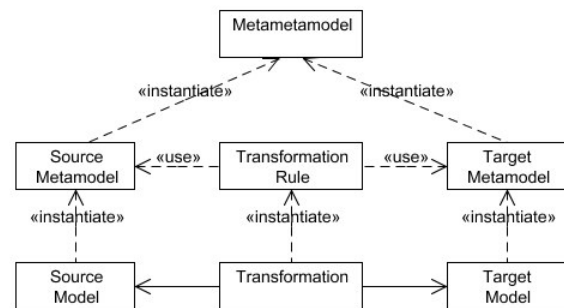 Metametamodel
«instantiate»
«instantiate»
Source
Metamodel
«use»
Transformation
Rule
«use»
Target
Metamodel
«instantiate»
«instantiate»
«instantiate»
Source
Model
Transformation
Target
Model